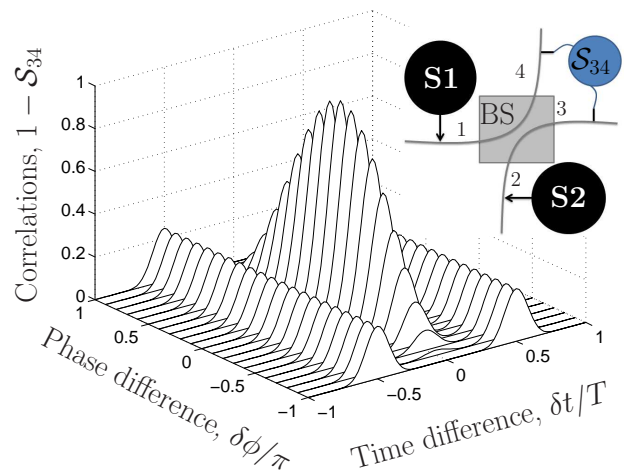 Correlations, 1 − 𝒮34
1
0.8
0.6
0.4
0.2
0
1
0.5
0
−0.5
−1
Phase difference, δϕ/π
−1
−0.5
0
0.5
1
Time difference, δt/T
S1
BS
S2
𝒮34
1
2
3
4